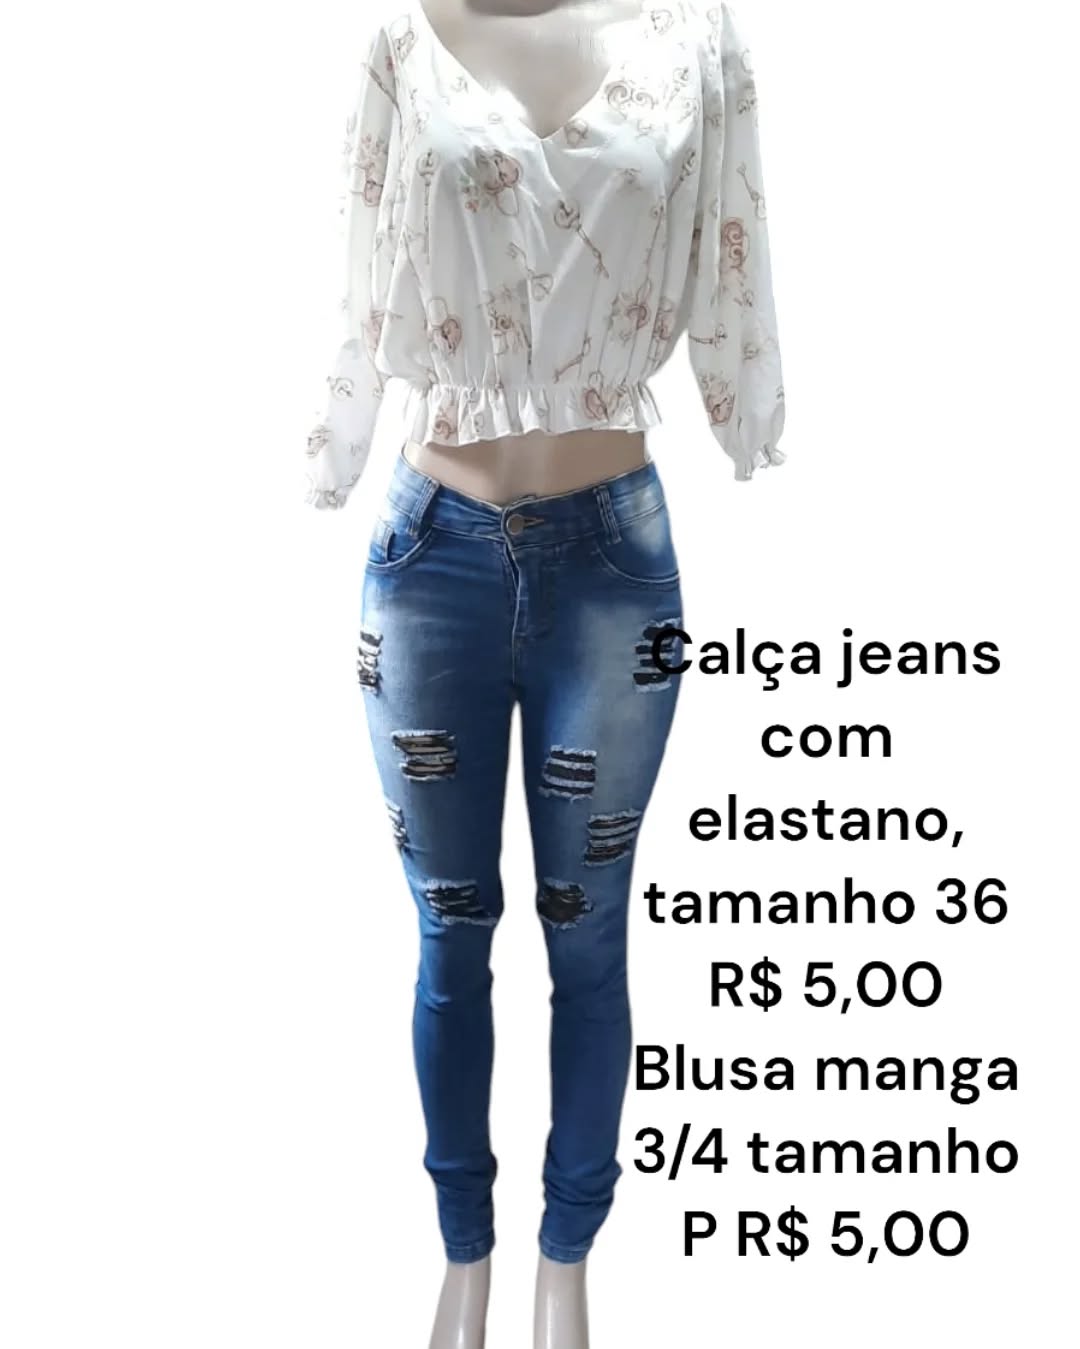 Calça jeans
com
elastano,
tamanho 36
R$ 5,00
Blusa manga
3/4 tamanho
P R$ 5,00